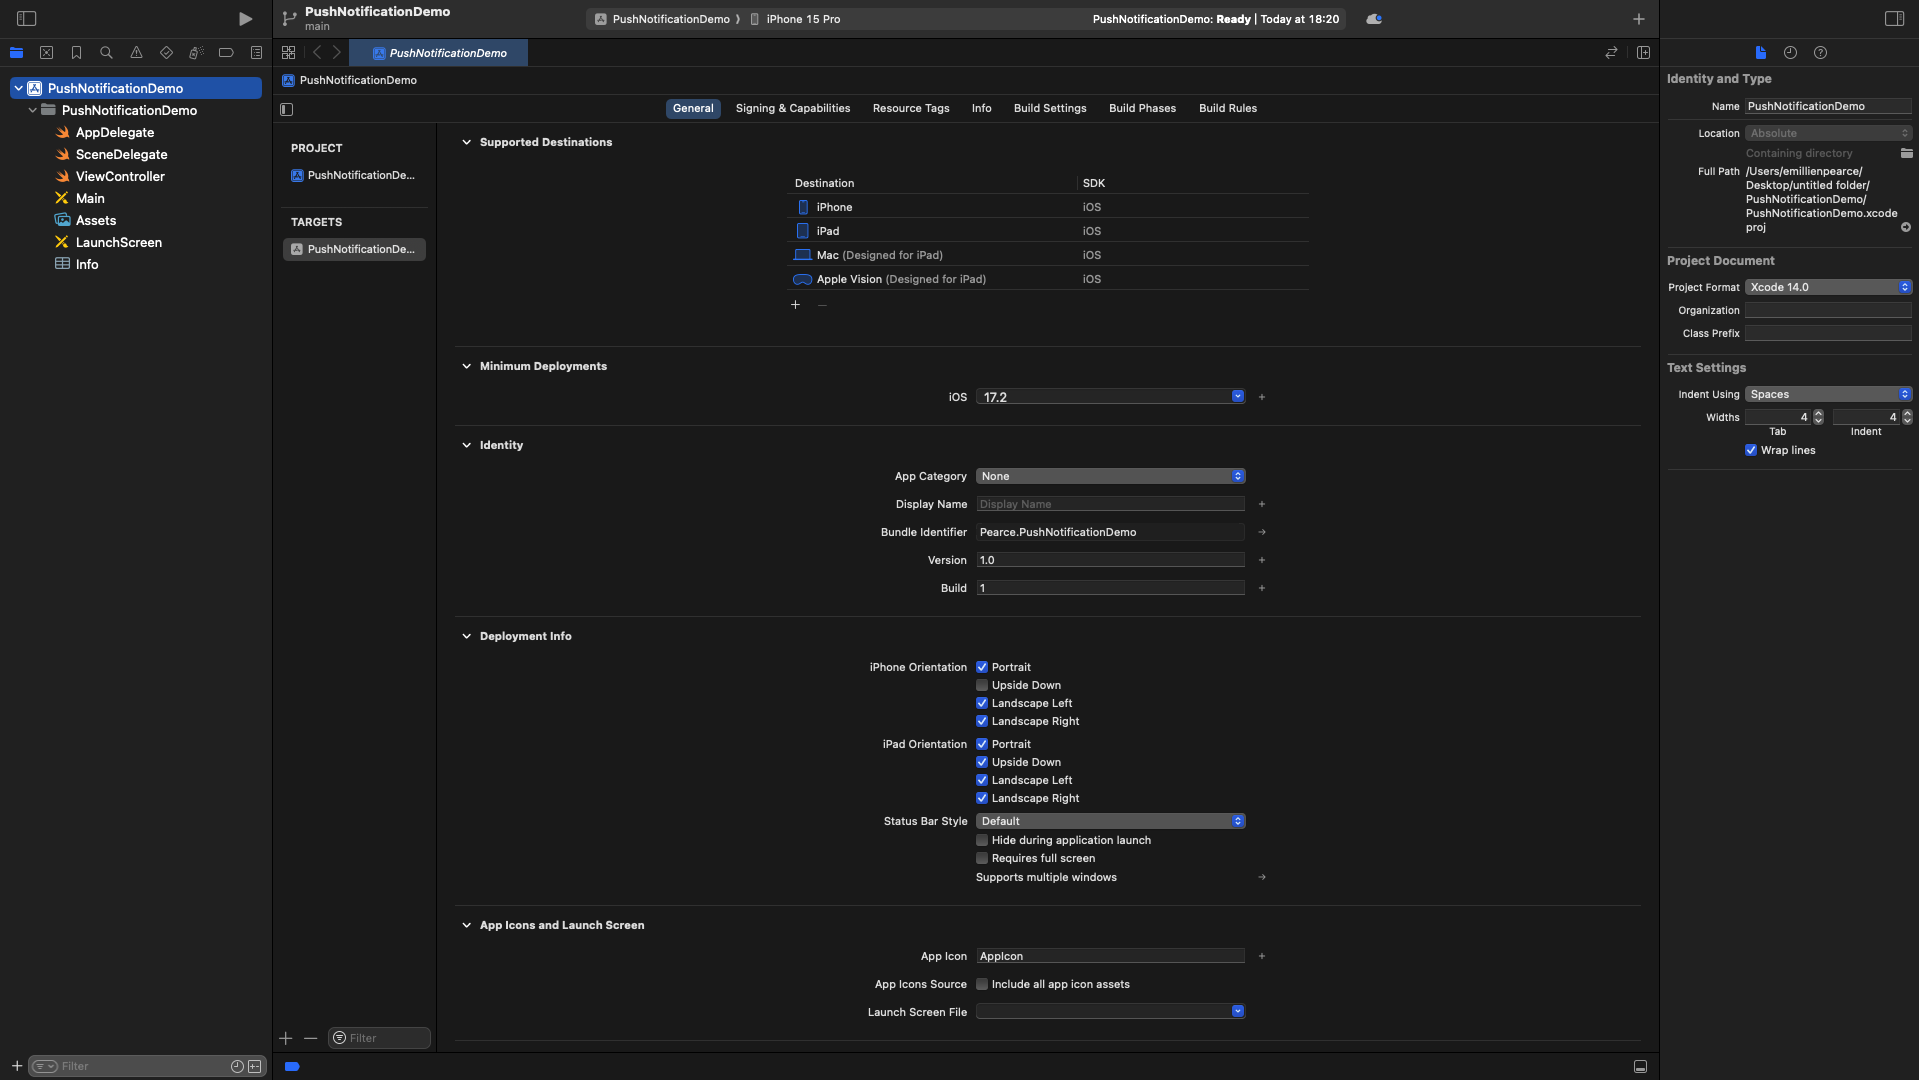 PushNotificationDemo
main
PushNotificationDemo
iPhone 15 Pro
PushNotificationDemo: Ready | Today at 18:20
PushNotificationDemo
PushNotificationDemo
General
Signing & Capabilities
Resource Tags
Info
Build Settings
Build Phases
Build Rules
PushNotificationDemo
PushNotificationDemo
AppDelegate
SceneDelegate
ViewController
Main
Assets
LaunchScreen
Info
Filter
PROJECT
PushNotificationDe...
TARGETS
PushNotificationDe...
Filter
Supported Destinations
Destination SDK
iPhone iOS
iPad iOS
Mac (Designed for iPad) iOS
Apple Vision (Designed for iPad) iOS
Minimum Deployments
iOS 17.2
Identity
App Category None
Display Name Display Name
Bundle Identifier Pearce.PushNotificationDemo
Version 1.0
Build 1
Deployment Info
iPhone Orientation Portrait
Upside Down
Landscape Left
Landscape Right
iPad Orientation Portrait
Upside Down
Landscape Left
Landscape Right
Status Bar Style Default
Hide during application launch
Requires full screen
Supports multiple windows
App Icons and Launch Screen
App Icon AppIcon
App Icons Source Include all app icon assets
Launch Screen File
Identity and Type
Name PushNotificationDemo
Location Absolute
Containing directory
Full Path /Users/emillienpearce/
Desktop/untitled folder/
PushNotificationDemo/
PushNotificationDemo.xcode
proj
Project Document
Project Format Xcode 14.0
Organization
Class Prefix
Text Settings
Indent Using Spaces
Widths 4 4
Tab Indent
Wrap lines